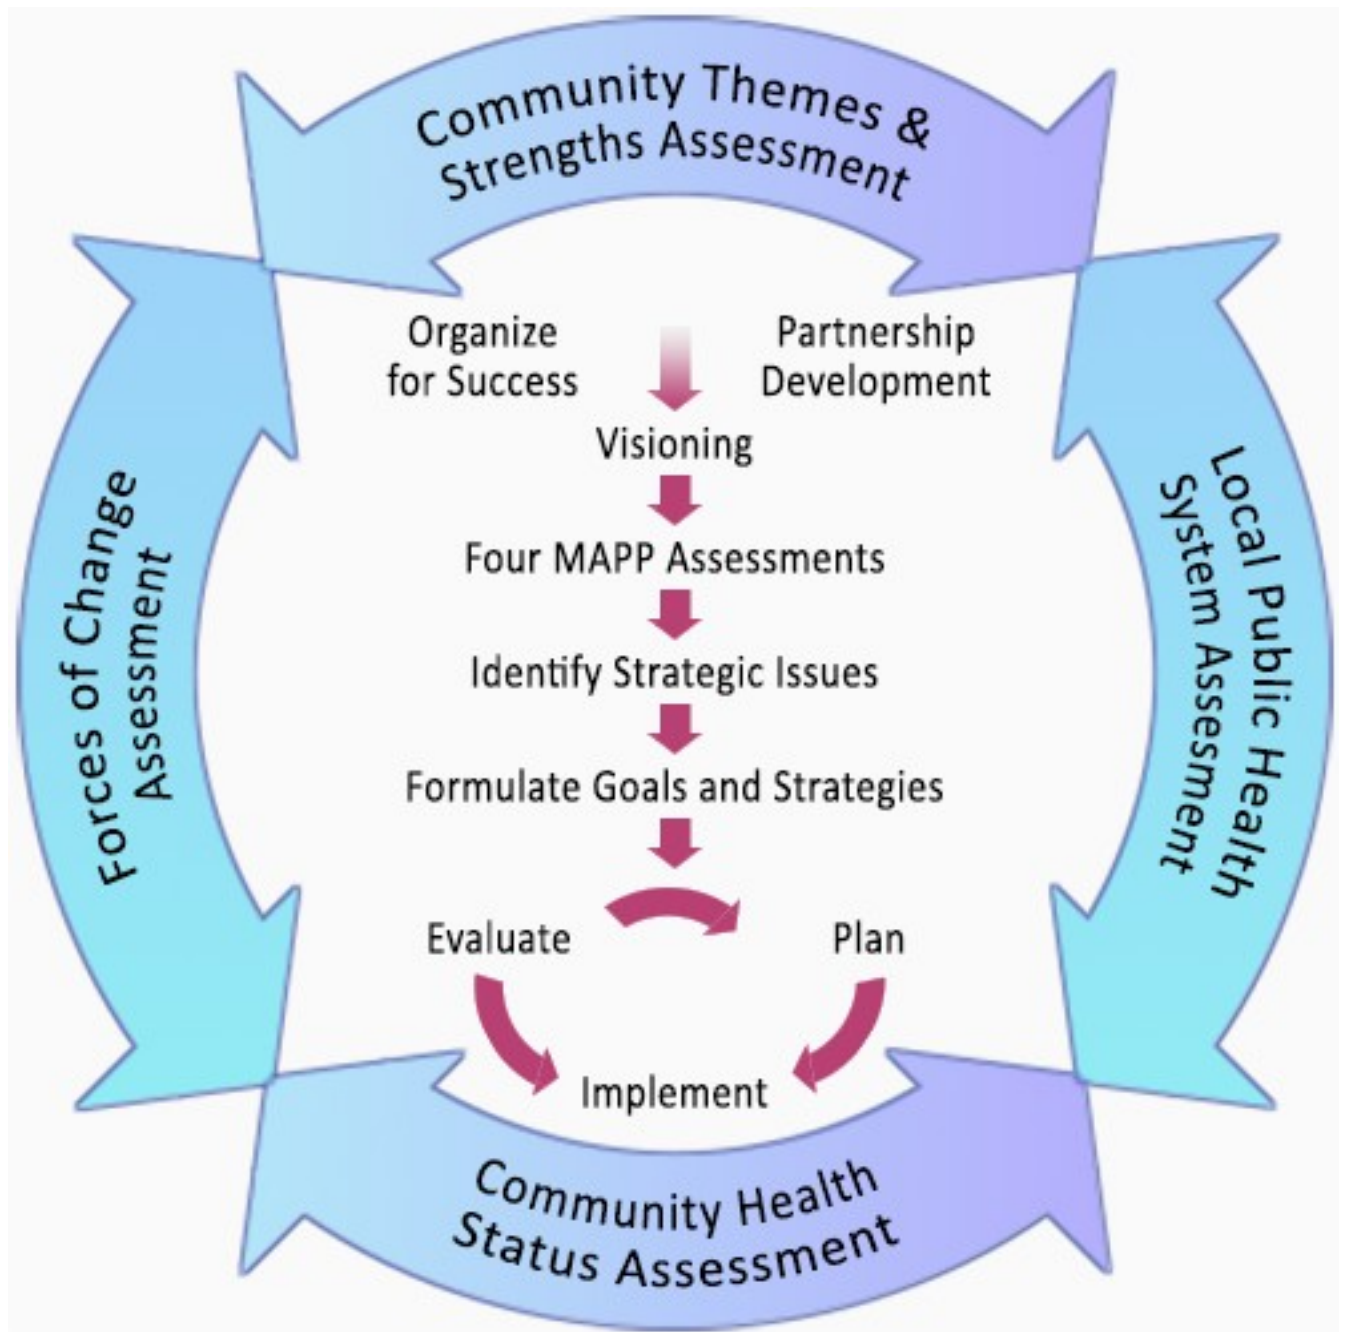 Community Themes &
Strengths Assessment
Organize
for Success
Partnership
Development
Visioning
Four MAPP Assessments
Identify Strategic Issues
Formulate Goals and Strategies
Evaluate
Plan
Implement
Forces of Change
Assessment
Local Public Health
System Assessment
Community Health
Status Assessment